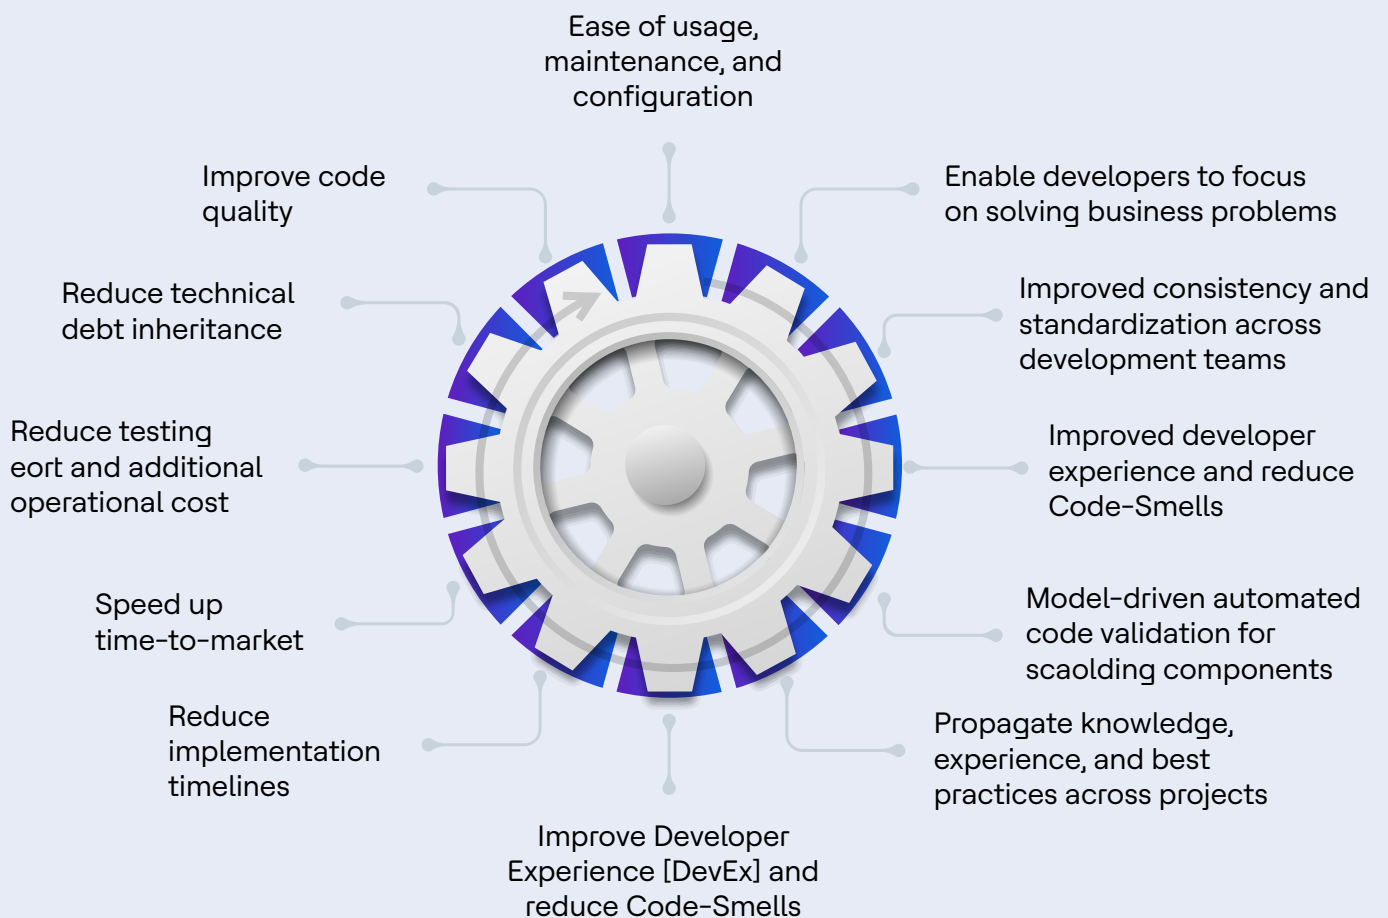 Ease of usage,
maintenance, and
configuration
Enable developers to focus
on solving business problems
Improved consistency and
standardization across
development teams
Improved developer
experience and reduce
Code-Smells
Model-driven automated
code validation for
scaolding components
Propagate knowledge,
experience, and best
practices across projects
Improve Developer
Experience [DevEx] and
reduce Code-Smells
Reduce
implementation
timelines
Speed up
time-to-market
Reduce testing
eort and additional
operational cost
Reduce technical
debt inheritance
Improve code
quality